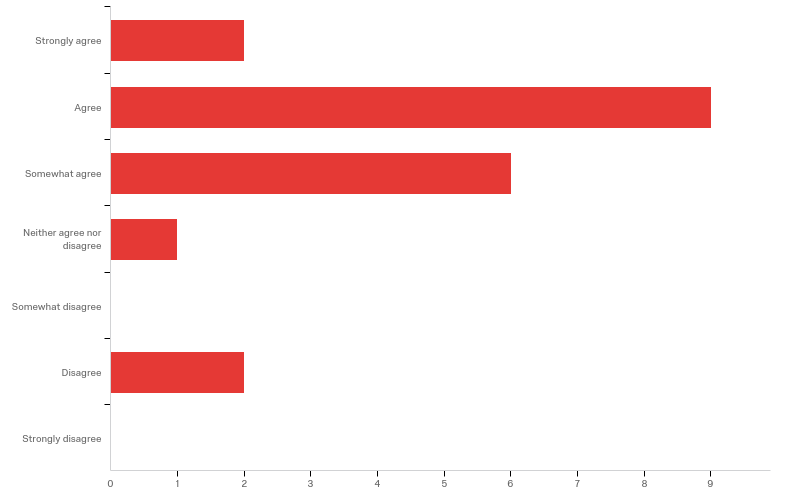 Strongly agree
Agree
Somewhat agree
Neither agree nor
disagree
Somewhat disagree
Disagree
Strongly disagree
0 1 2 3 4 5 6 7 8 9